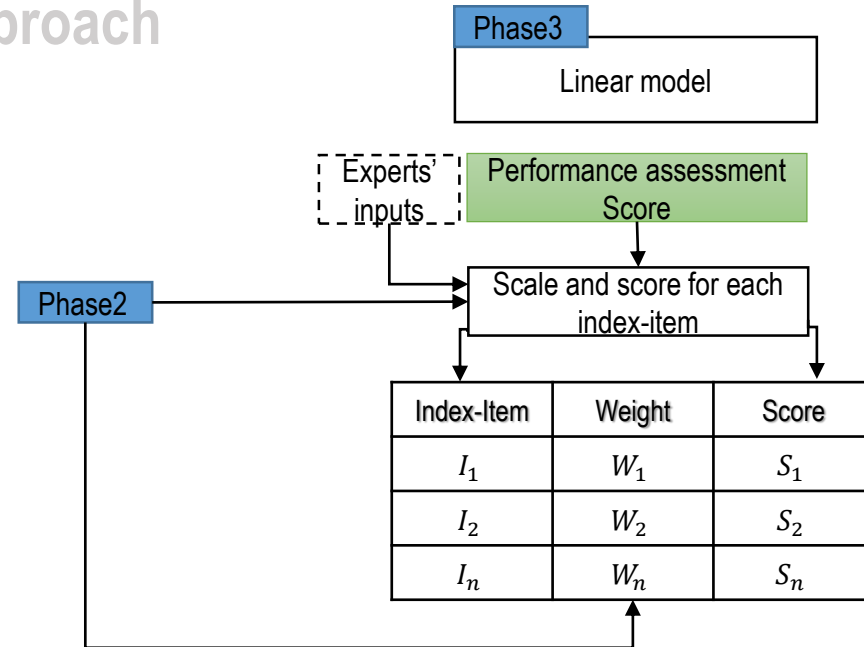 proach
Phase3
Linear model
Experts'
inputs
Performance assessment
Score
Scale and score for each
index-item
Phase2
Index-Item Weight Score
I₁ W₁ S₁
I₂ W₂ S₂
Iₙ Wₙ Sₙ